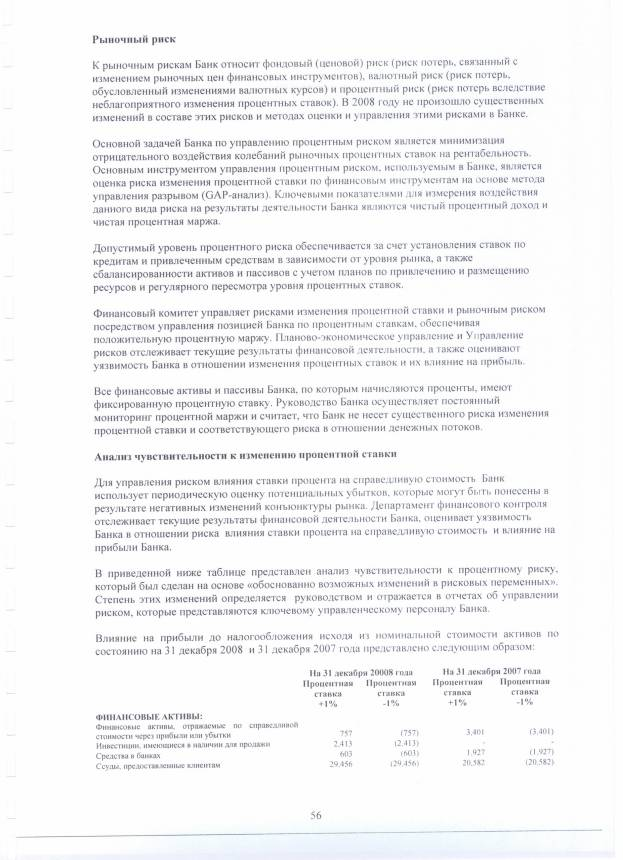 Рыночный риск
К рыночным рискам Банк относит фондовый (ценовой) риск (риск потерь, связанный с
изменением рыночных цен финансовых инструментов), валютный риск (риск потерь,
обусловленный изменениями валютных курсов) и процентный риск (риск потерь вследствие
неблагоприятного изменения процентных ставок). В 2008 году не произошло существенных
изменений в составе этих рисков и методах оценки и управления этими рисками в Банке.
Основной задачей Банка по управлению процентным риском является минимизация
отрицательного воздействия колебаний рыночных процентных ставок на рентабельность.
Основным инструментом управления процентным риском, используемым в Банке, является
оценка риска изменения процентной ставки по финансовым инструментам на основе метода
управления разрывом (GAP-анализ). Ключевыми показателями для измерения воздействия
данного вида риска на результаты деятельности Банка являются чистый процентный доход и
чистая процентная маржа.
Допустимый уровень процентного риска обеспечивается за счет установления ставок по
кредитам и привлеченным средствам в зависимости от уровня рынка, а также
сбалансированности активов и пассивов с учетом планов по привлечению и размещению
ресурсов и регулярного пересмотра уровня процентных ставок.
Финансовый комитет управляет рисками изменения процентной ставки и рыночным риском
посредством управления позицией Банка по процентным ставкам, обеспечивая
положительную процентную маржу. Планово-экономическое управление и Управление
рисков отслеживает текущие результаты финансовой деятельности, а также оценивают
уязвимость Банка в отношении изменения процентных ставок и их влияние на прибыль.
Все финансовые активы и пассивы Банка, по которым начисляются проценты, имеют
фиксированную процентную ставку. Руководство Банка осуществляет постоянный
мониторинг процентной маржи и считает, что Банк не несет существенного риска изменения
процентной ставки и соответствующего риска в отношении денежных потоков.
Анализ чувствительности к изменению процентной ставки
Для управления риском влияния ставки процента на справедливую стоимость Банк
использует периодическую оценку потенциальных убытков, которые могут быть понесены в
результате негативных изменений конъюнктуры рынка. Департамент финансового контроля
отслеживает текущие результаты финансовой деятельности Банка, оценивает уязвимость
Банка в отношении риска влияния ставки процента на справедливую стоимость и влияние на
прибыли Банка.
В приведенной ниже таблице представлен анализ чувствительности к процентному риску,
который был сделан на основе «обоснованно возможных изменений в рисковых переменных».
Степень этих изменений определяется руководством и отражается в отчетах об управлении
риском, которые представляются ключевому управленческому персоналу Банка.
Влияние на прибыли до налогообложения исходя из номинальной стоимости активов по
состоянию на 31 декабря 2008 и 31 декабря 2007 года представлено следующим образом:
На 31 декабря 20008 года На 31 декабря 2007 года
Процентная Процентная Процентная Процентная
ставка ставка ставка ставка
+1% -1% +1% -1%
ФИНАНСОВЫЕ АКТИВЫ:
Финансовые активы, отражаемые по справедливой
стоимости через прибыли или убытки 757 (757) 3,401 (3,401)
Инвестиции, имеющиеся в наличии для продажи 2,413 (2,413) - -
Средства в банках 603 (603) 1,927 (1,927)
Ссуды, предоставленные клиентам 29,456 (29,456) 20,582 (20,582)
56